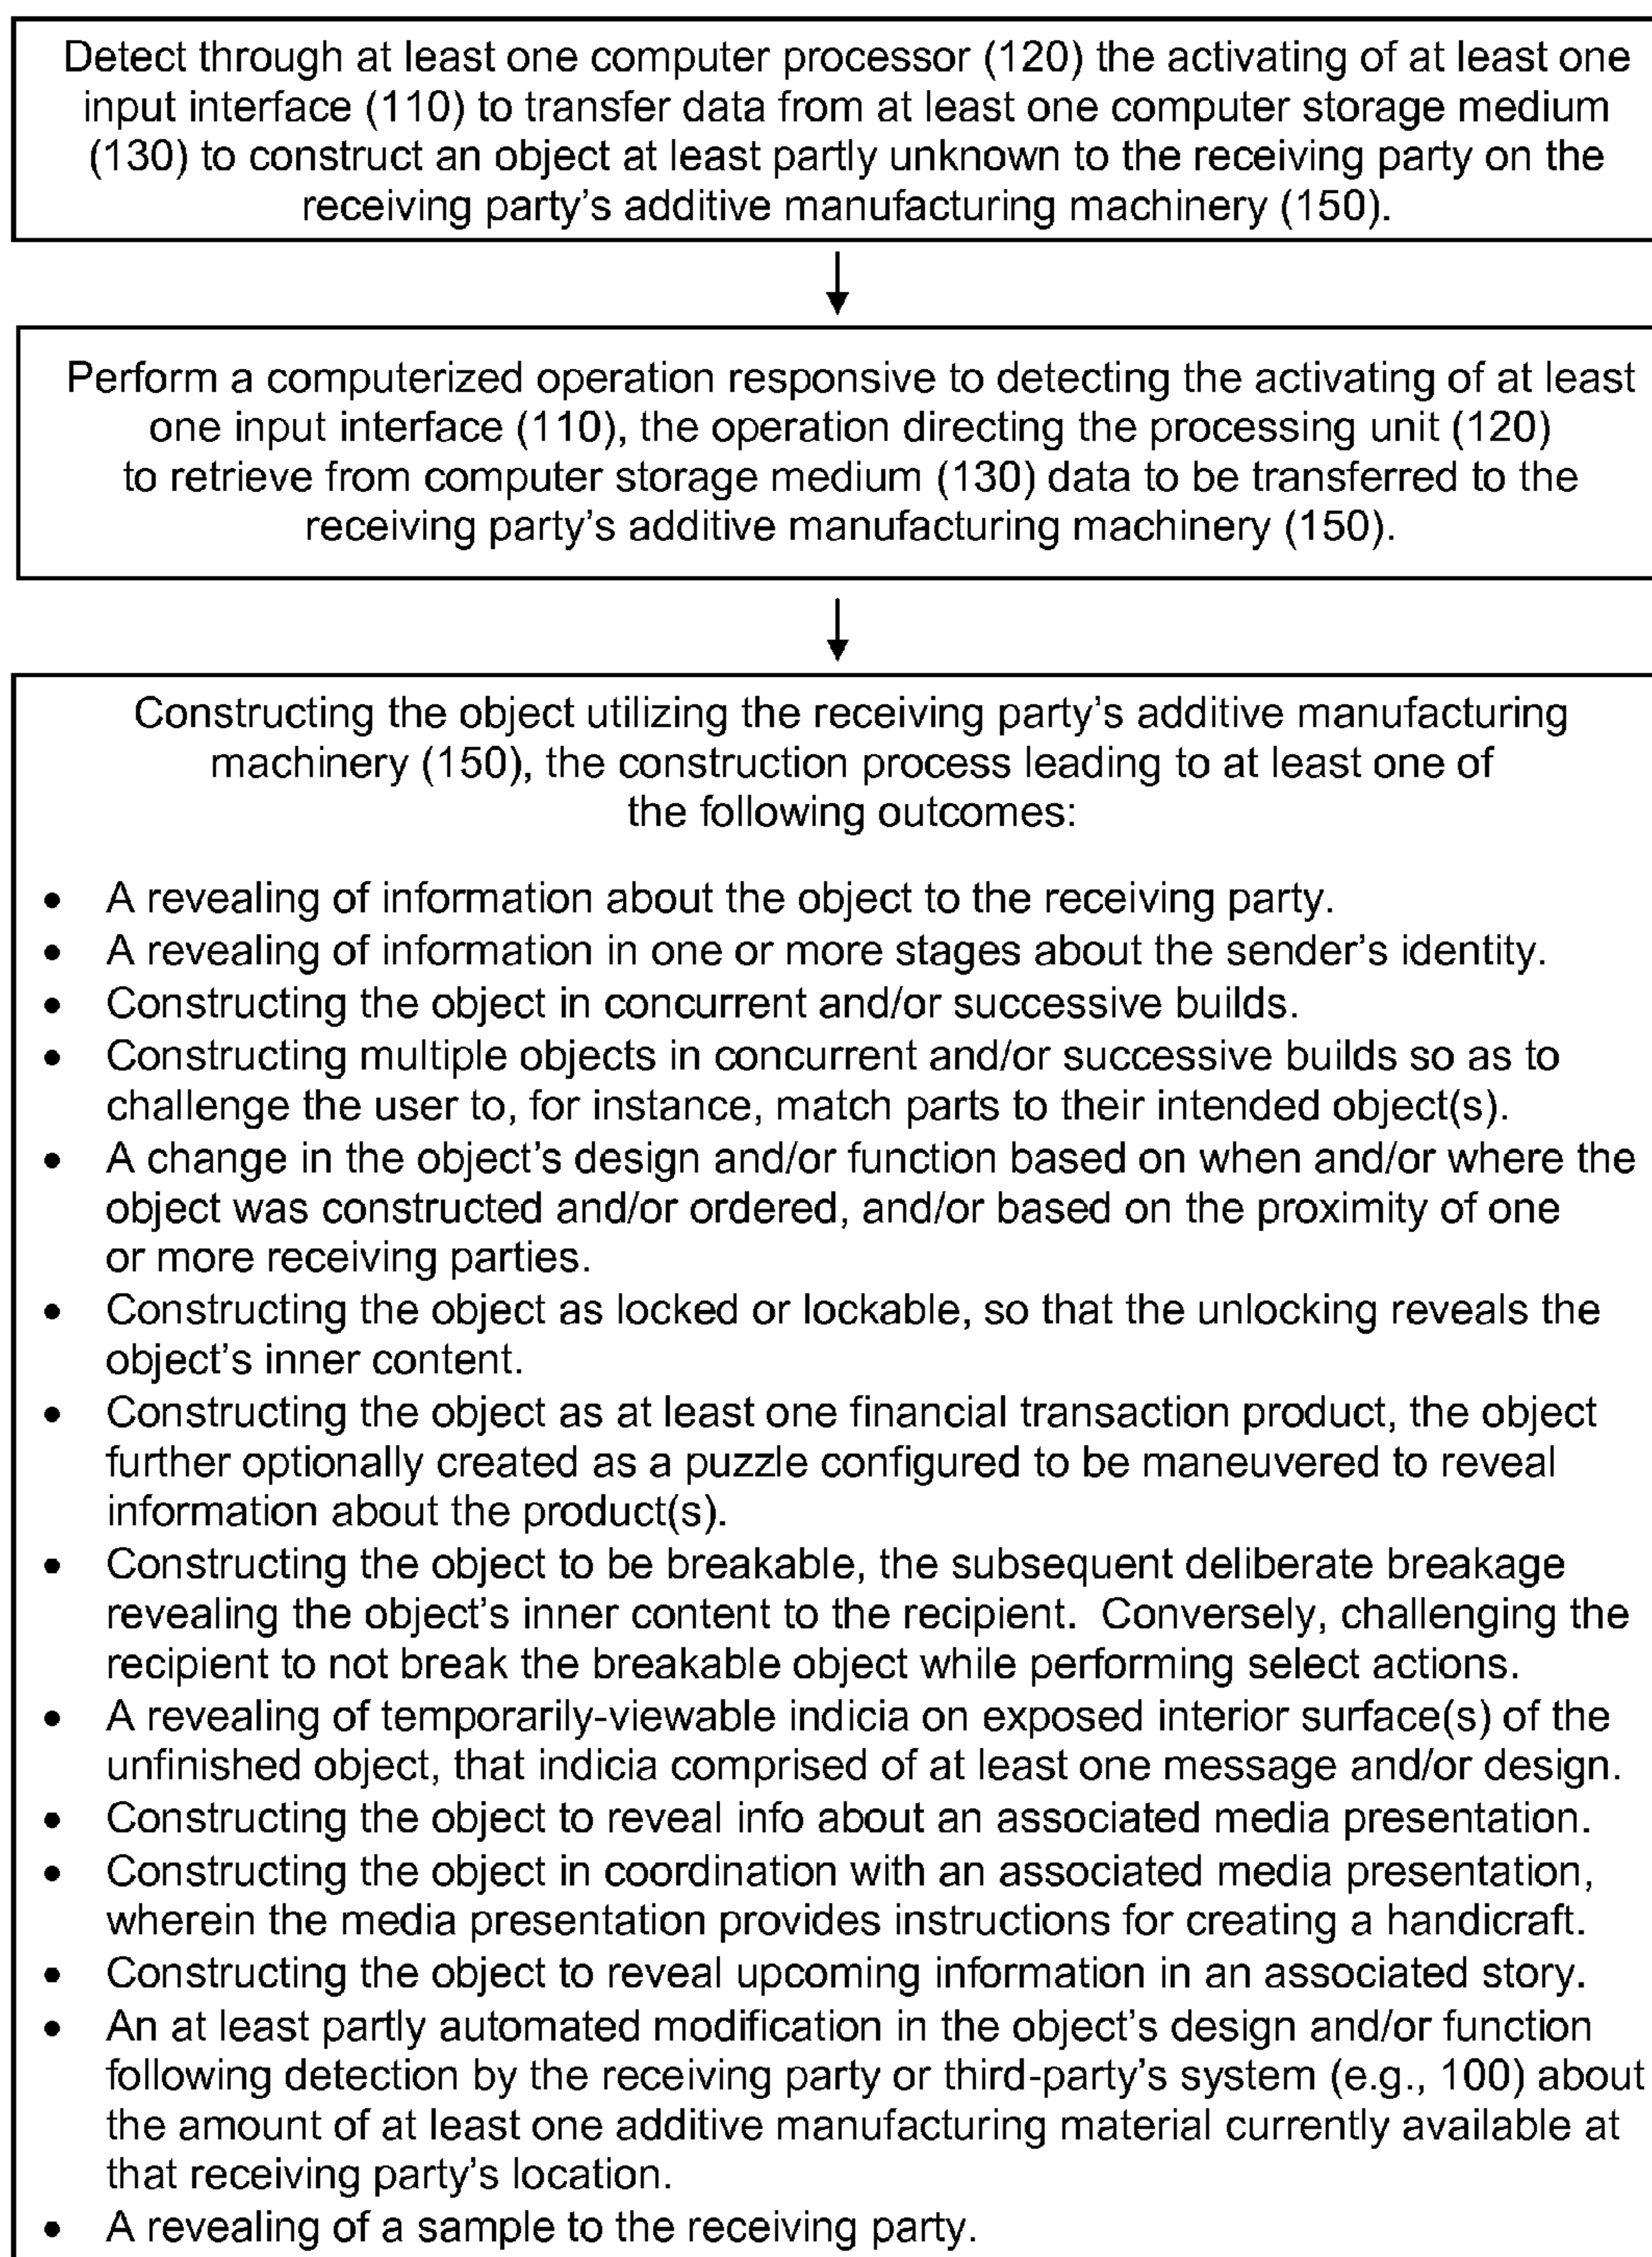 Detect through at least one computer processor (120) the activating of at least one
input interface (110) to transfer data from at least one computer storage medium
(130) to construct an object at least partly unknown to the receiving party on the
receiving party's additive manufacturing machinery (150).
Perform a computerized operation responsive to detecting the activating of at least
one input interface (110), the operation directing the processing unit (120)
to retrieve from computer storage medium (130) data to be transferred to the
receiving party's additive manufacturing machinery (150).
Constructing the object utilizing the receiving party's additive manufacturing
machinery (150), the construction process leading to at least one of
the following outcomes:
• A revealing of information about the object to the receiving party.
• A revealing of information in one or more stages about the sender's identity.
• Constructing the object in concurrent and/or successive builds.
• Constructing multiple objects in concurrent and/or successive builds so as to
challenge the user to, for instance, match parts to their intended object(s).
• A change in the object's design and/or function based on when and/or where the
object was constructed and/or ordered, and/or based on the proximity of one
or more receiving parties.
• Constructing the object as locked or lockable, so that the unlocking reveals the
object's inner content.
• Constructing the object as at least one financial transaction product, the object
further optionally created as a puzzle configured to be maneuvered to reveal
information about the product(s).
• Constructing the object to be breakable, the subsequent deliberate breakage
revealing the object's inner content to the recipient. Conversely, challenging the
recipient to not break the breakable object while performing select actions.
• A revealing of temporarily-viewable indicia on exposed interior surface(s) of the
unfinished object, that indicia comprised of at least one message and/or design.
• Constructing the object to reveal info about an associated media presentation.
• Constructing the object in coordination with an associated media presentation,
wherein the media presentation provides instructions for creating a handicraft.
• Constructing the object to reveal upcoming information in an associated story.
• An at least partly automated modification in the object's design and/or function
following detection by the receiving party or third-party's system (e.g., 100) about
the amount of at least one additive manufacturing material currently available at
that receiving party's location.
• A revealing of a sample to the receiving party.